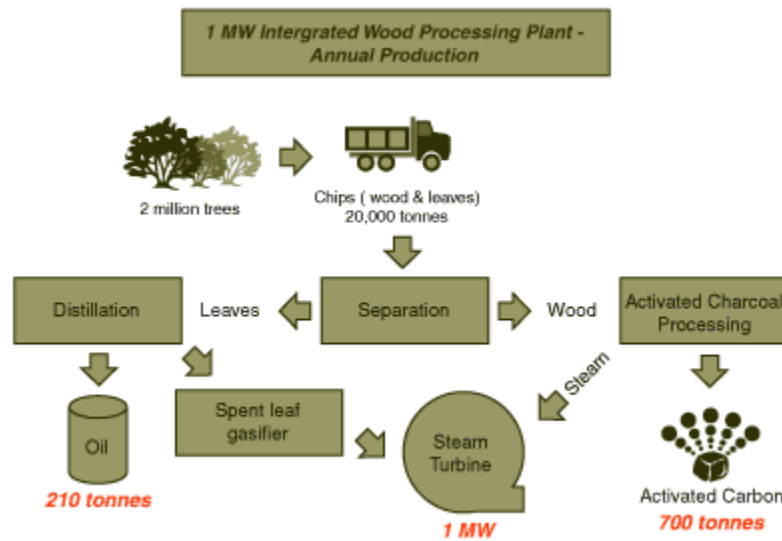 1 MW Intergrated Wood Processing Plant -
Annual Production
2 million trees
Chips ( wood & leaves)
20,000 tonnes
Distillation
Leaves
Separation
Wood
Activated Charcoal
Processing
Steam
Oil
Spent leaf
gasifier
Steam
Turbine
Activated Carbon
210 tonnes
1 MW
700 tonnes